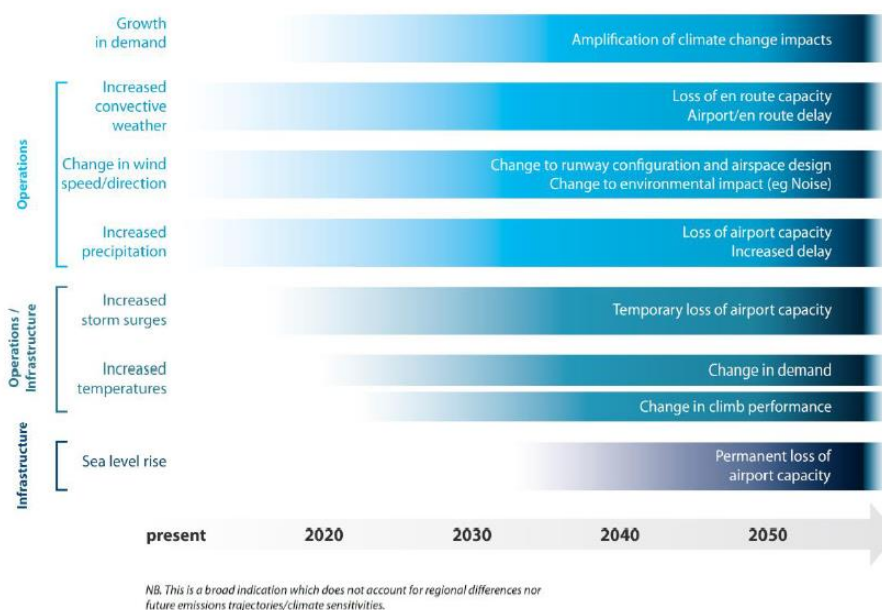 Growth
in demand
Amplification of climate change impacts
Operations
Increased
convective
weather
Loss of en route capacity
Airport/en route delay
Change in wind
speed/direction
Change to runway configuration and airspace design
Change to environmental impact (eg Noise)
Increased
precipitation
Loss of airport capacity
Increased delay
Operations /
Infrastructure
Increased
storm surges
Temporary loss of airport capacity
Increased
temperatures
Change in demand
Change in climb performance
Infrastructure
Sea level rise
Permanent loss of
airport capacity
present 2020 2030 2040 2050
NB. This is a broad indication which does not account for regional differences nor
future emissions trajectories/climate sensitivities.